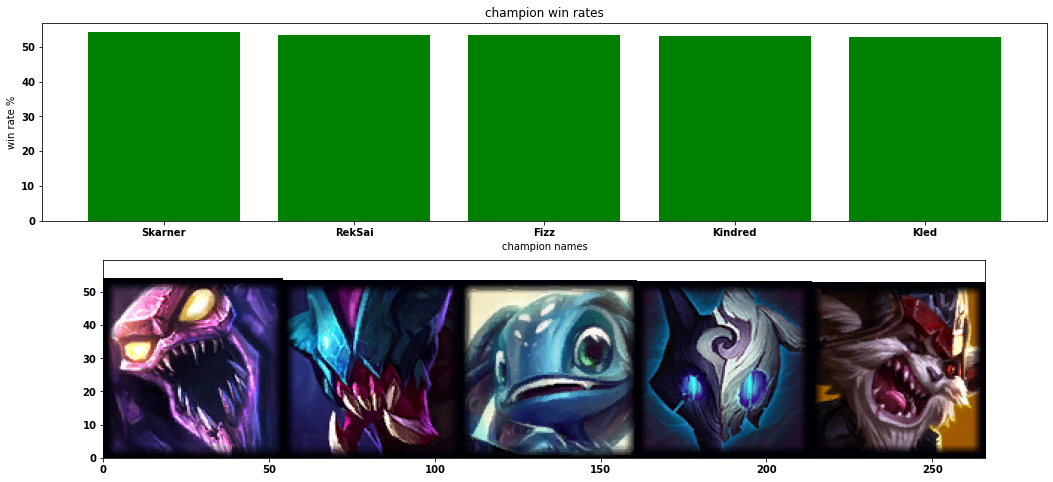 champion win rates
win rate %
50
40
30
20
10
0
Skarner RekSai Fizz Kindred Kled
champion names
50
40
30
20
10
0
0 50 100 150 200 250